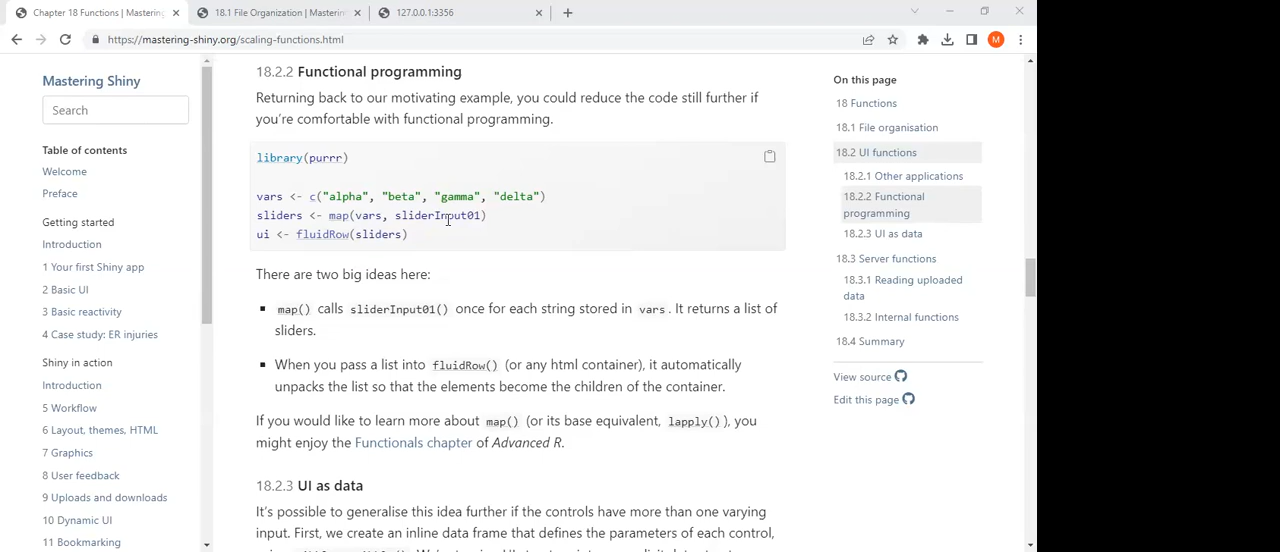 Chapter 18 Functions | Mastering
18.1 File Organization | Mastering
127.0.0.1:3356
https://mastering-shiny.org/scaling-functions.html
M
Mastering Shiny
Search
Table of contents
Welcome
Preface
Getting started
Introduction
1 Your first Shiny app
2 Basic UI
3 Basic reactivity
4 Case study: ER injuries
Shiny in action
Introduction
5 Workflow
6 Layout, themes, HTML
7 Graphics
8 User feedback
9 Uploads and downloads
10 Dynamic UI
11 Bookmarking
18.2.2 Functional programming
Returning back to our motivating example, you could reduce the code still further if
you're comfortable with functional programming.
library(purrr)
vars <- c("alpha", "beta", "gamma", "delta")
sliders <- map(vars, sliderInput01)
ui <- fluidRow(sliders)
There are two big ideas here:
map() calls sliderInput01() once for each string stored in vars. It returns a list of
sliders.
When you pass a list into fluidRow() (or any html container), it automatically
unpacks the list so that the elements become the children of the container.
If you would like to learn more about map() (or its base equivalent, lapply()), you
might enjoy the Functionals chapter of Advanced R.
18.2.3 UI as data
It's possible to generalise this idea further if the controls have more than one varying
input. First, we create an inline data frame that defines the parameters of each control,
On this page
18 Functions
18.1 File organisation
18.2 UI functions
18.2.1 Other applications
18.2.2 Functional
programming
18.2.3 UI as data
18.3 Server functions
18.3.1 Reading uploaded
data
18.3.2 Internal functions
18.4 Summary
View source
Edit this page